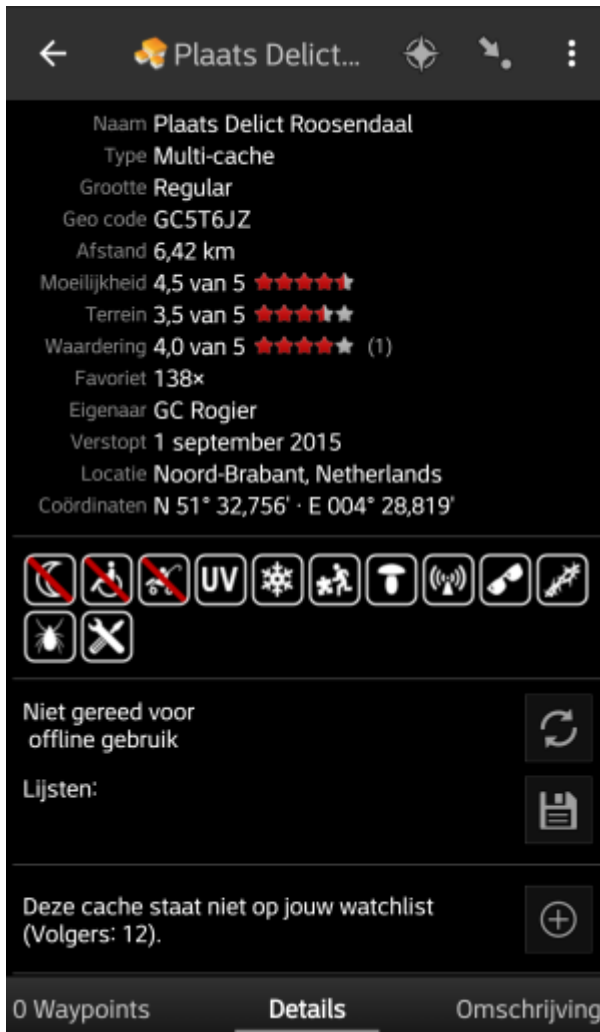 Plaats Delict...
Naam Plaats Delict Roosendaal
Type Multi-cache
Grootte Regular
Geo code GC5T6JZ
Afstand 6,42 km
Moeilijkheid 4,5 van 5
Terrein 3,5 van 5
Waardering 4,0 van 5 (1)
Favoriet 138×
Eigenaar GC Rogier
Verstopt 1 september 2015
Locatie Noord-Brabant, Netherlands
Coördinaten N 51° 32,756' · E 004° 28,819'
UV
Niet gereed voor
offline gebruik
Lijsten:
Deze cache staat niet op jouw watchlist
(Volgers: 12).
0 Waypoints Details Omschrijving